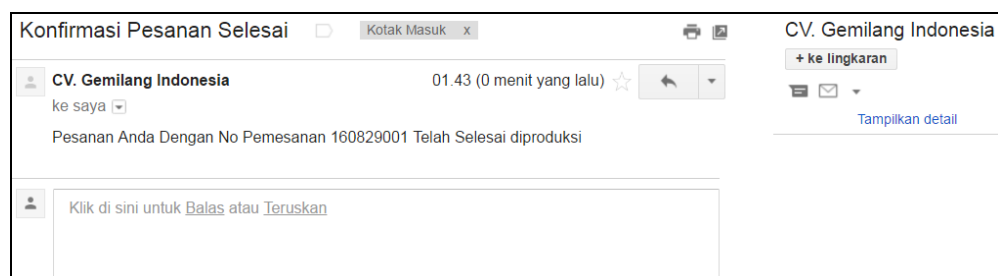 Konfirmasi Pesanan Selesai Kotak Masuk x
CV. Gemilang Indonesia 01.43 (0 menit yang lalu)
ke saya
Pesanan Anda Dengan No Pemesanan 160829001 Telah Selesai diproduksi
Klik di sini untuk Balas atau Teruskan
CV. Gemilang Indonesia
+ ke lingkaran
Tampilkan detail